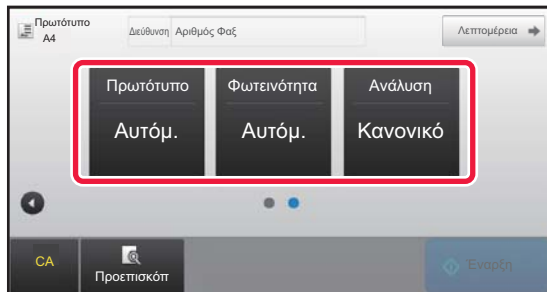 Πρωτότυπο
A4
Διεύθυνση Αριθμός Φαξ
Λεπτομέρεια
Πρωτότυπο Φωτεινότητα Ανάλυση
Αυτόμ. Αυτόμ. Κανονικό
CA
Προεπισκόπ
Έναρξη